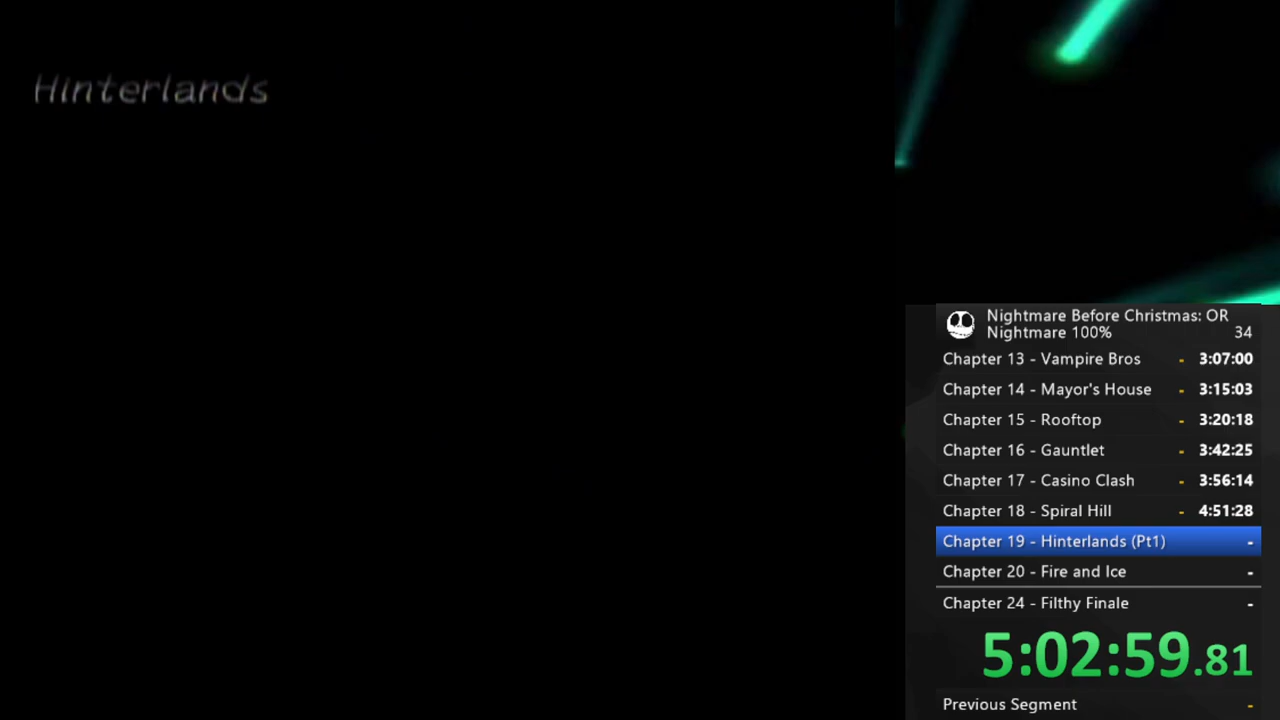 Hinterlands
Nightmare Before Christmas: OR
Nightmare 100% 34
Chapter 13 - Vampire Bros - 3:07:00
Chapter 14 - Mayor's House - 3:15:03
Chapter 15 - Rooftop - 3:20:18
Chapter 16 - Gauntlet - 3:42:25
Chapter 17 - Casino Clash - 3:56:14
Chapter 18 - Spiral Hill - 4:51:28
Chapter 19 - Hinterlands (Pt1) -
Chapter 20 - Fire and Ice -
Chapter 24 - Filthy Finale -
5:02:59.81
Previous Segment -